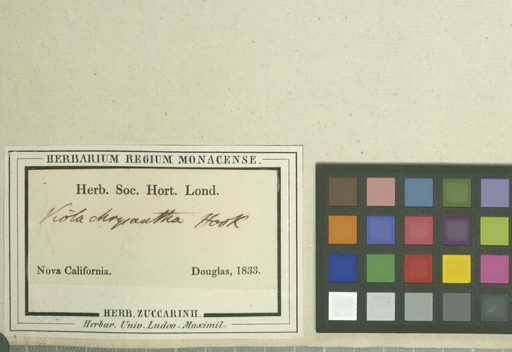 HERBARIUM REGIUM MONACENSE.
Herb. Soc. Hort. Lond.
Viola chrysantha Hook
Nova California. Douglas, 1833.
HERB. ZUCCARINII.
Herbar. Univ. Ludov. Maximil.